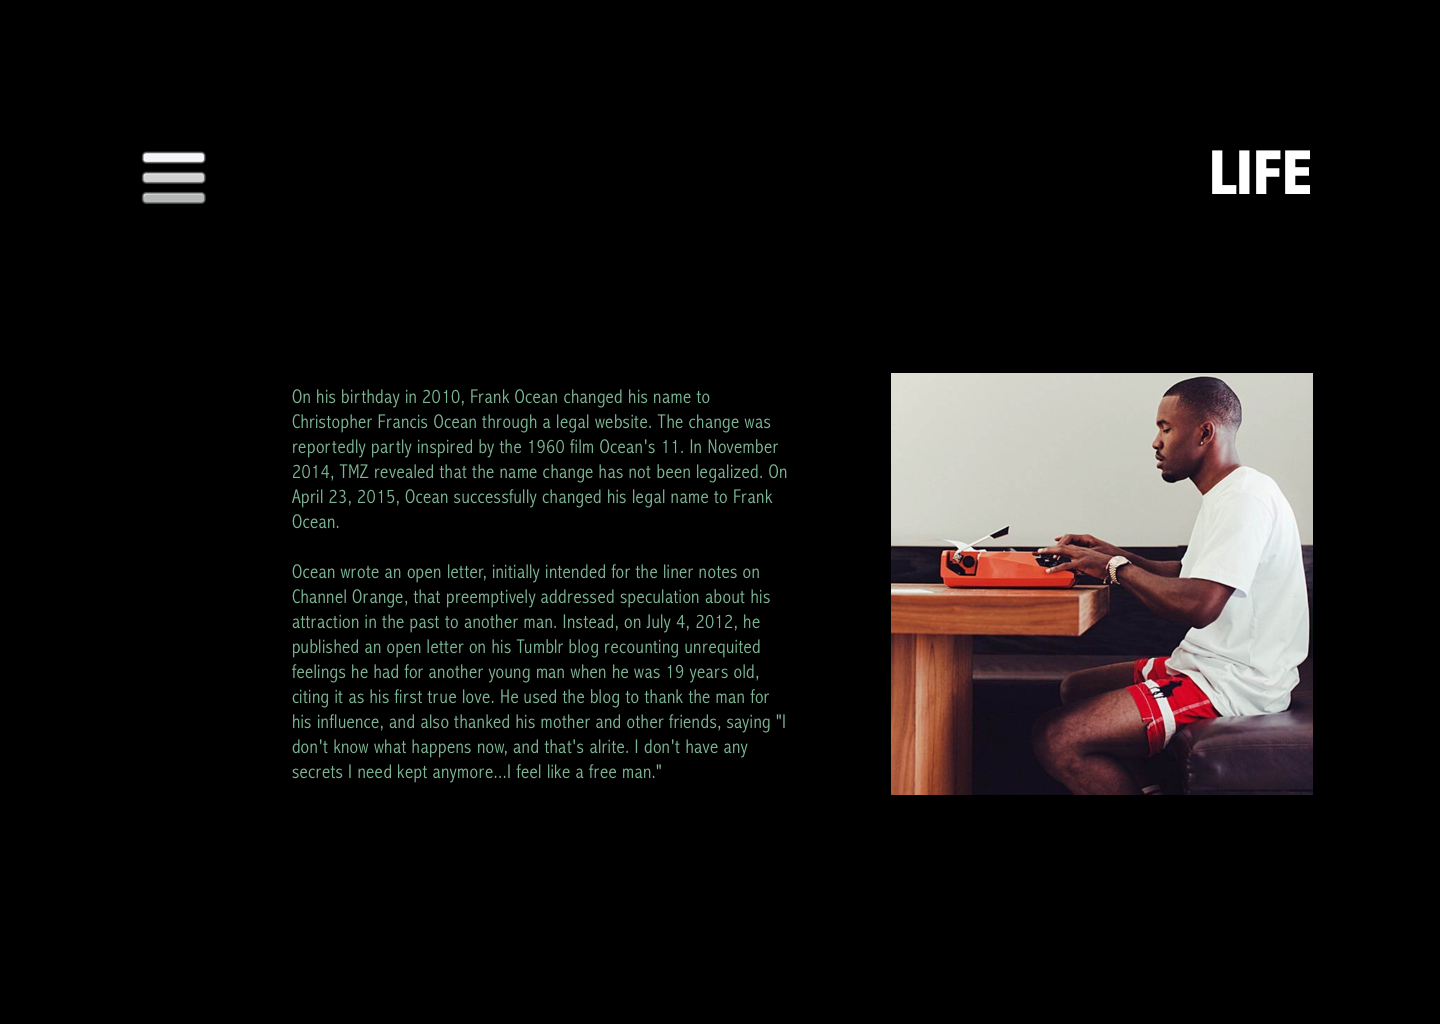 LIFE
On his birthday in 2010, Frank Ocean changed his name to
Christopher Francis Ocean through a legal website. The change was
reportedly partly inspired by the 1960 film Ocean's 11. In November
2014, TMZ revealed that the name change has not been legalized. On
April 23, 2015, Ocean successfully changed his legal name to Frank
Ocean.
Ocean wrote an open letter, initially intended for the liner notes on
Channel Orange, that preemptively addressed speculation about his
attraction in the past to another man. Instead, on July 4, 2012, he
published an open letter on his Tumblr blog recounting unrequited
feelings he had for another young man when he was 19 years old,
citing it as his first true love. He used the blog to thank the man for
his influence, and also thanked his mother and other friends, saying "I
don't know what happens now, and that's alrite. I don't have any
secrets I need kept anymore...I feel like a free man."